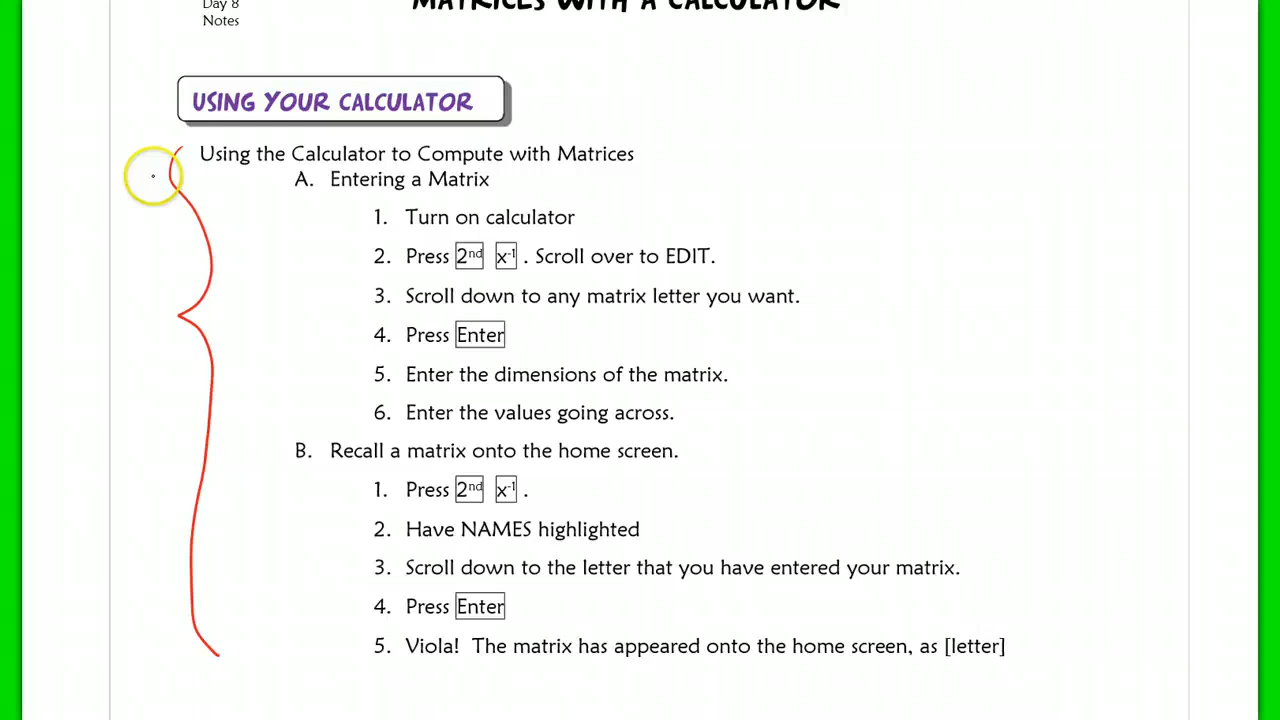 Day 8
MATRICES WITH A CALCULATOR
Notes
USING YOUR CALCULATOR
Using the Calculator to Compute with Matrices
A. Entering a Matrix
1. Turn on calculator
2. Press 2nd x-1 . Scroll over to EDIT.
3. Scroll down to any matrix letter you want.
4. Press Enter
5. Enter the dimensions of the matrix.
6. Enter the values going across.
B. Recall a matrix onto the home screen.
1. Press 2nd x-1 .
2. Have NAMES highlighted
3. Scroll down to the letter that you have entered your matrix.
4. Press Enter
5. Viola! The matrix has appeared onto the home screen, as [letter]